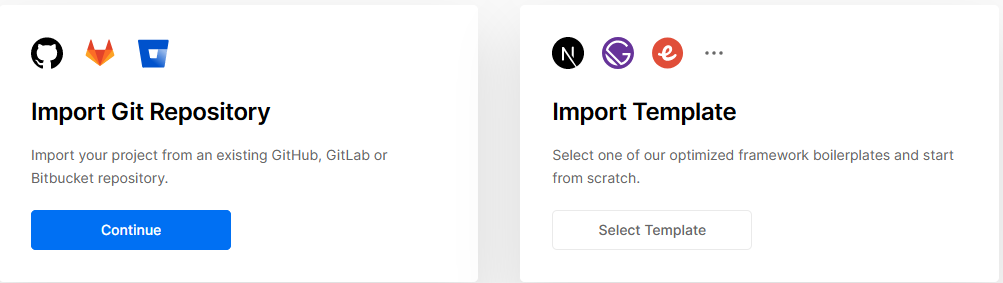 Import Git Repository
Import your project from an existing GitHub, GitLab or
Bitbucket repository.
Continue
Import Template
Select one of our optimized framework boilerplates and start
from scratch.
Select Template